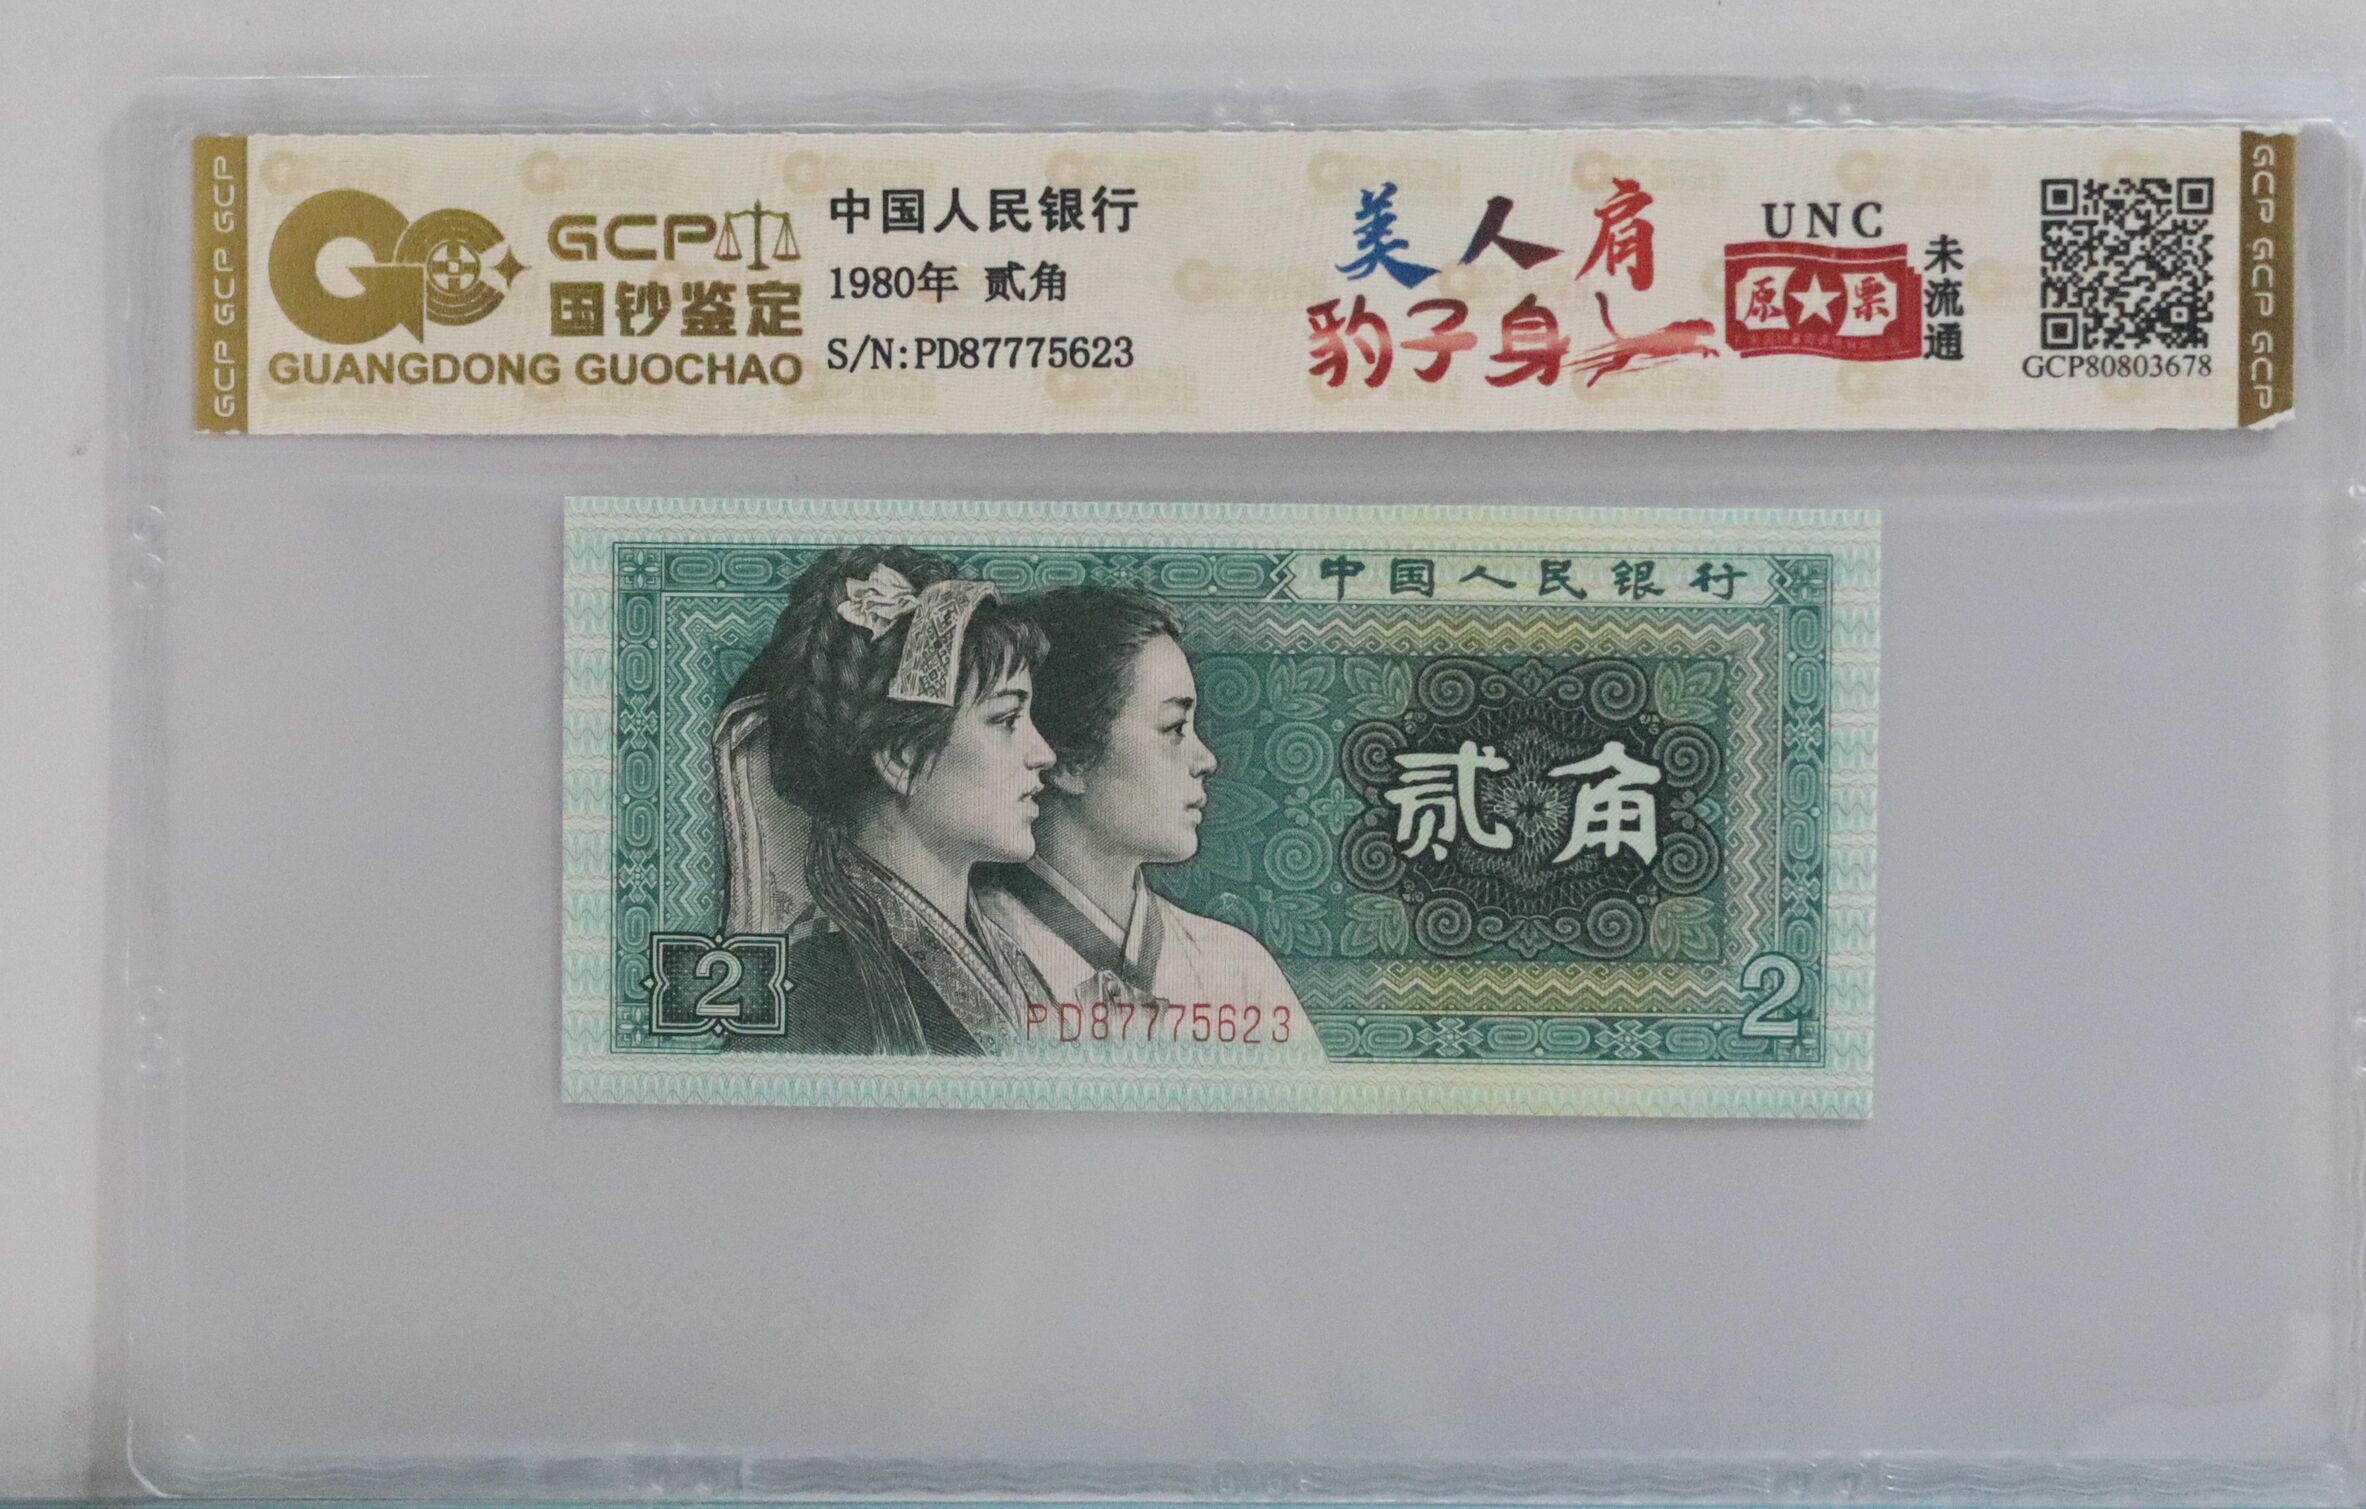 GCP GCP GCP
GCP
国钞鉴定
GUANGDONG GUOCHAO
中国人民银行
1980年 贰角
S/N:PD87775623
美人肩
豹子身
UNC
原★票
未流通
GCP80803678
GCP GCP GCP
中国人民银行
贰角
2
PD87775623
2